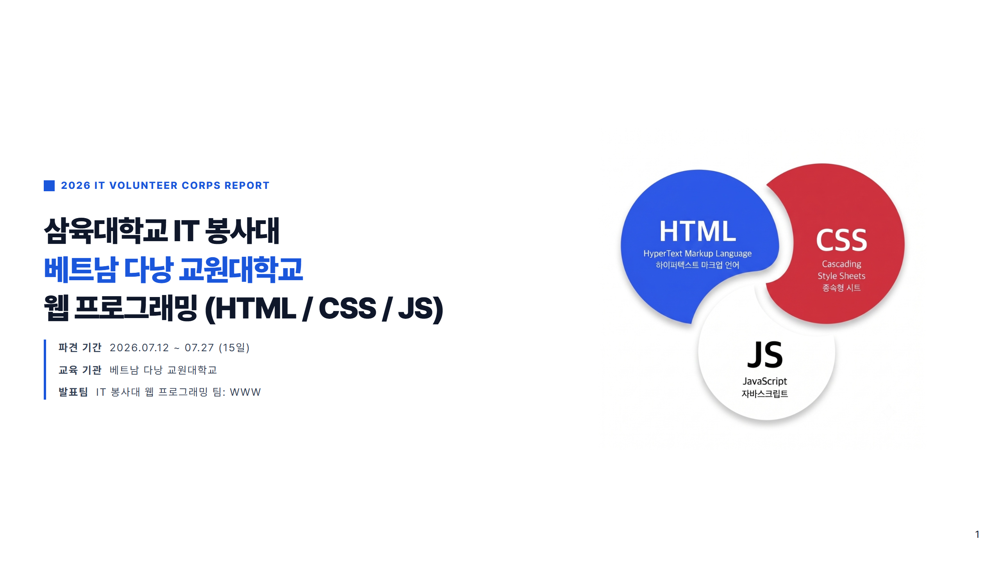 2026 IT VOLUNTEER CORPS REPORT
삼육대학교 IT 봉사대
베트남 다낭 교원대학교
웹 프로그래밍 (HTML / CSS / JS)
파견 기간 2026.07.12 ~ 07.27 (15일)
교육 기관 베트남 다낭 교원대학교
발표팀 IT 봉사대 웹 프로그래밍 팀: WWW
HTML
HyperText Markup Language
하이퍼텍스트 마크업 언어
CSS
Cascading
Style Sheets
종속형 시트
JS
JavaScript
자바스크립트
1